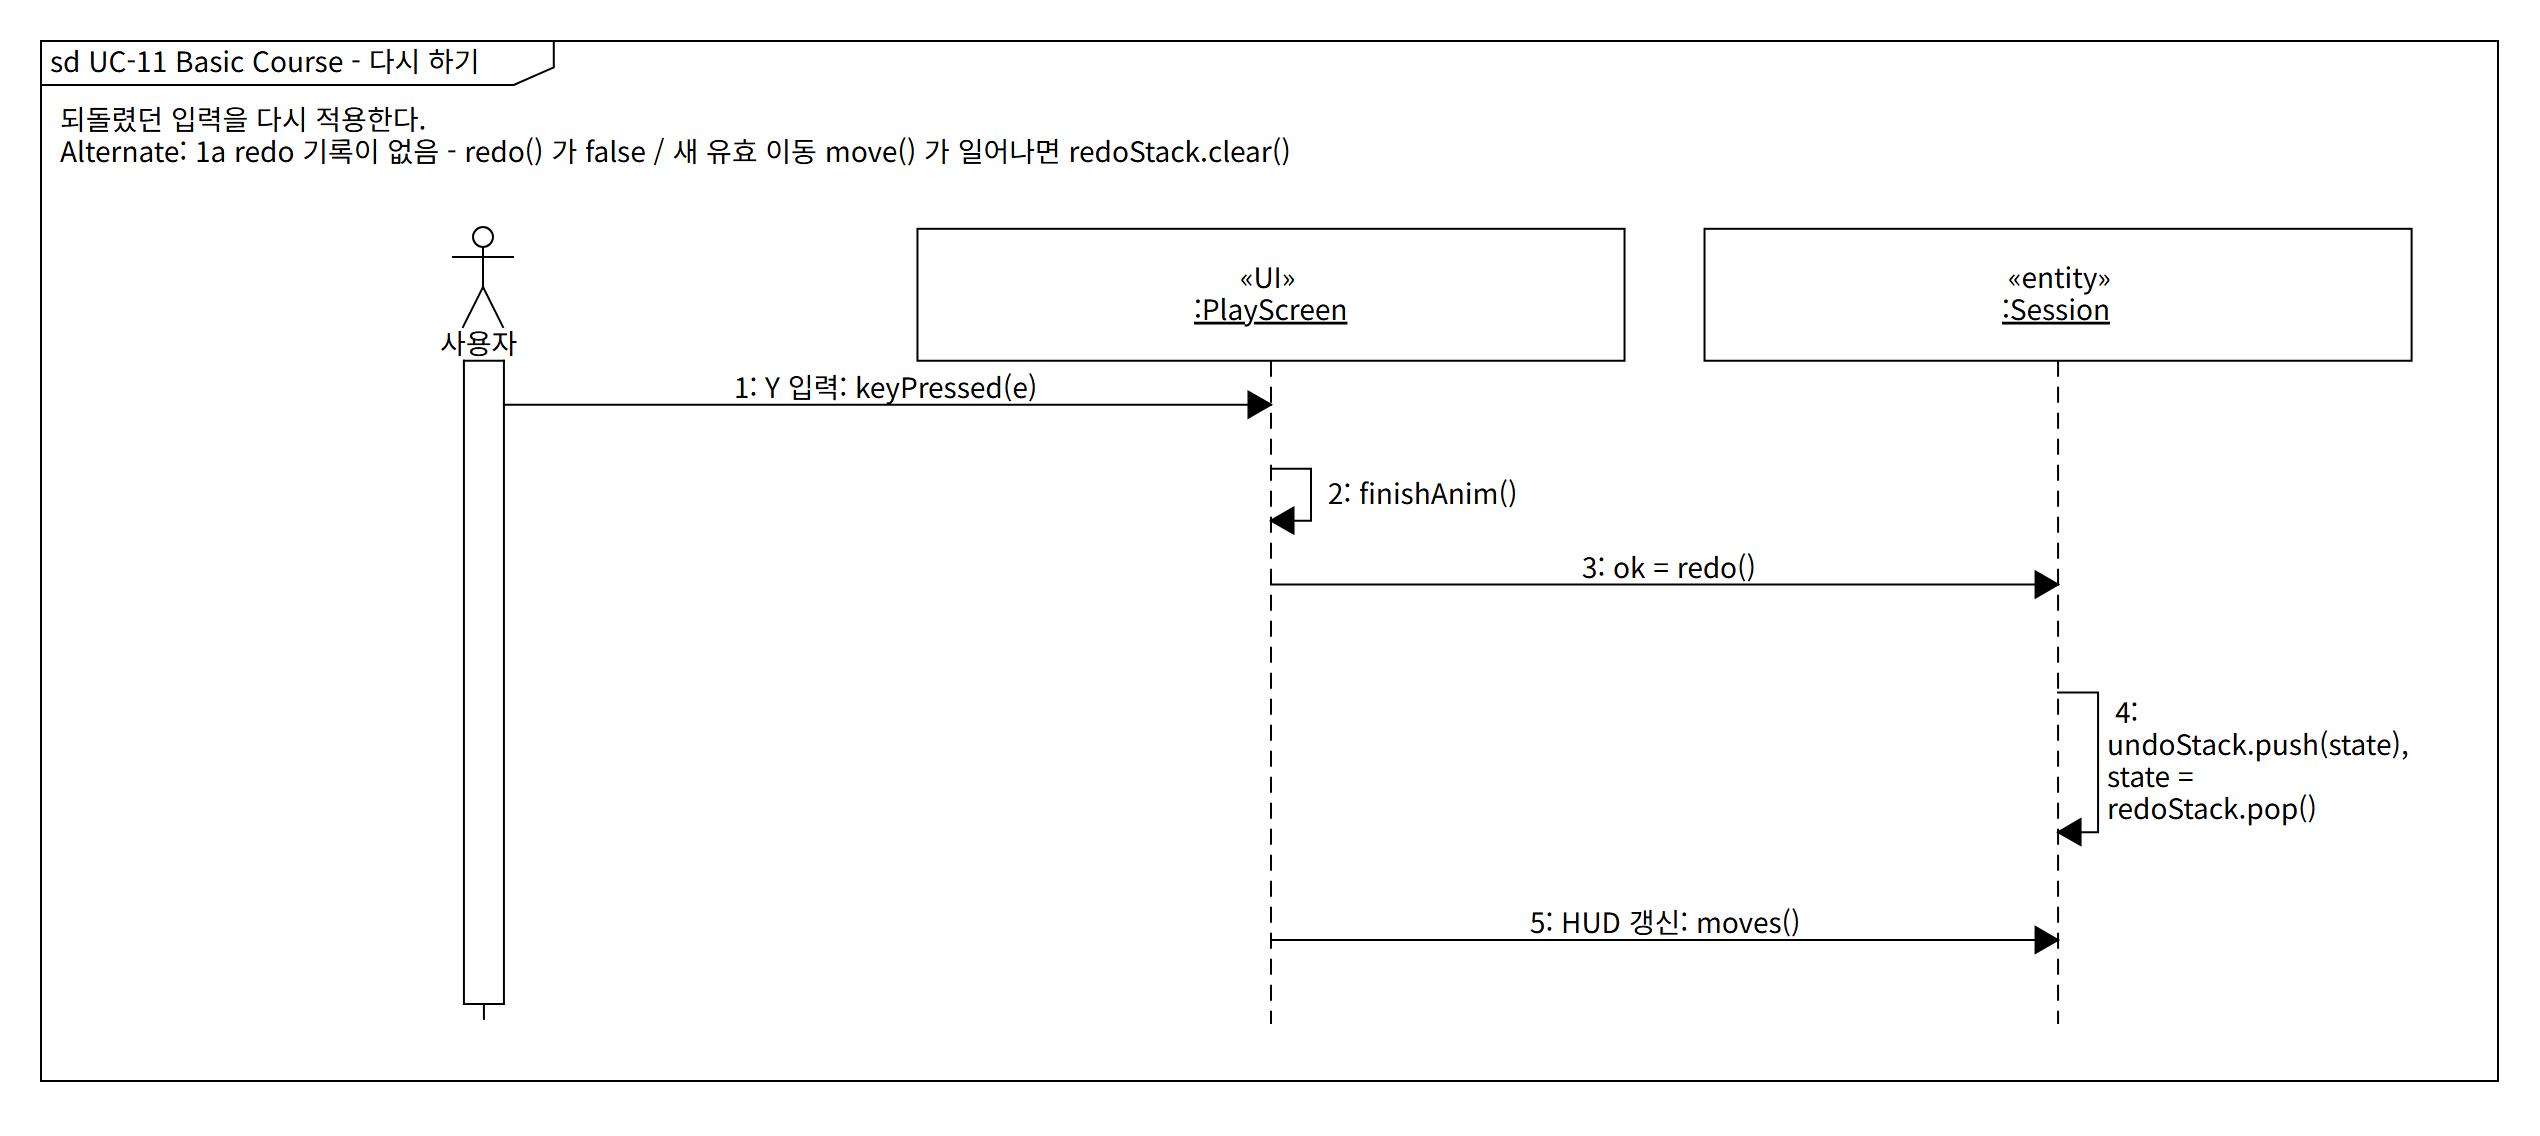 sd UC-11 Basic Course - 다시 하기
되돌렸던 입력을 다시 적용한다.
Alternate: 1a redo 기록이 없음 - redo() 가 false / 새 유효 이동 move() 가 일어나면 redoStack.clear()
사용자
«UI»
:PlayScreen
«entity»
:Session
1: Y 입력: keyPressed(e)
2: finishAnim()
3: ok = redo()
4:
undoStack.push(state),
state =
redoStack.pop()
5: HUD 갱신: moves()